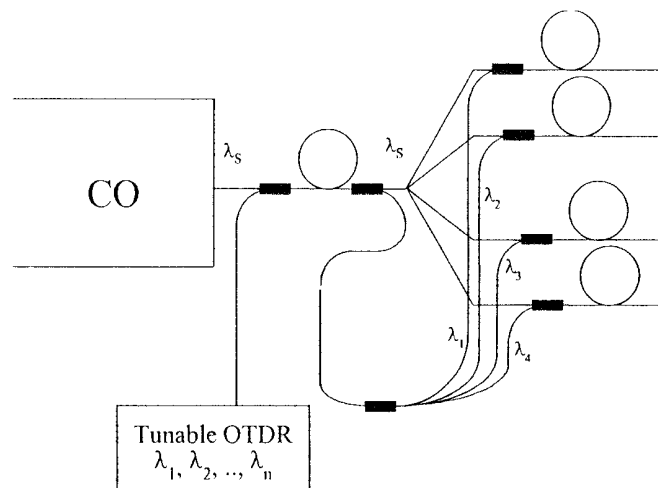 λS
CO
λS
λ2
λ3
λ1
λ4
Tunable OTDR
λ1, λ2, .., λn